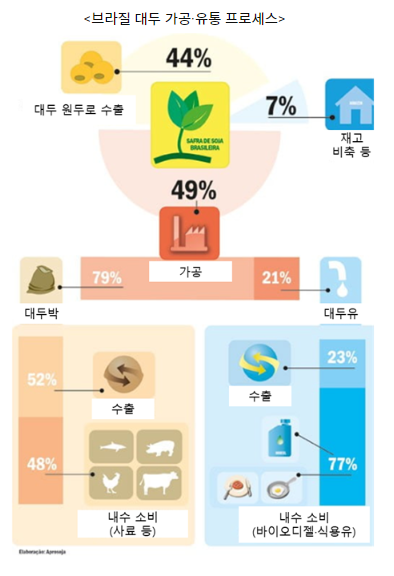 <브라질 대두 가공·유통 프로세스>
44%
대두 원두로 수출
7%
SAFRA DE SOJA
BRASILEIRA
재고
비축 등
49%
가공
79%
21%
대두박
대두유
52%
수출
48%
내수 소비
(사료 등)
23%
수출
77%
내수 소비
(바이오디젤·식용유)
Elaboração: Aprosoja